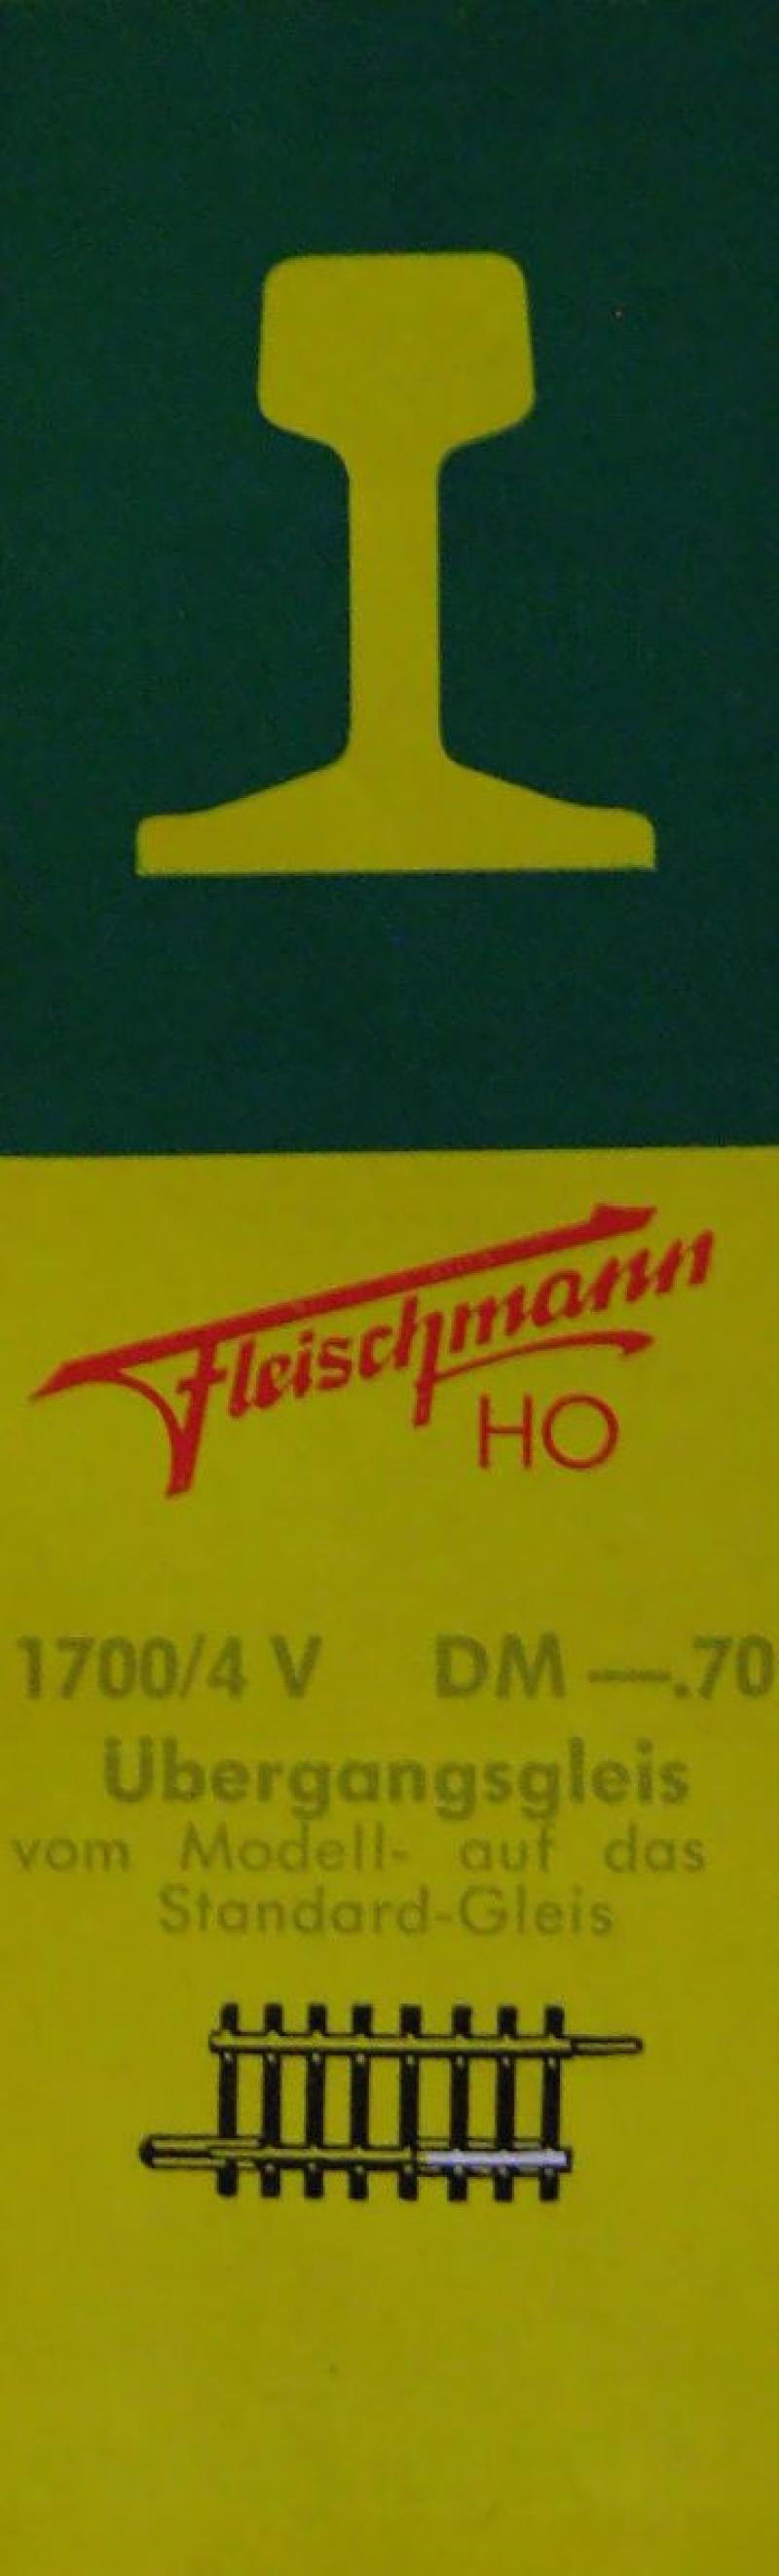 Fleischmann
HO
1700/4 V DM —.70
Übergangsgleis
vom Modell- auf das
Standard-Gleis